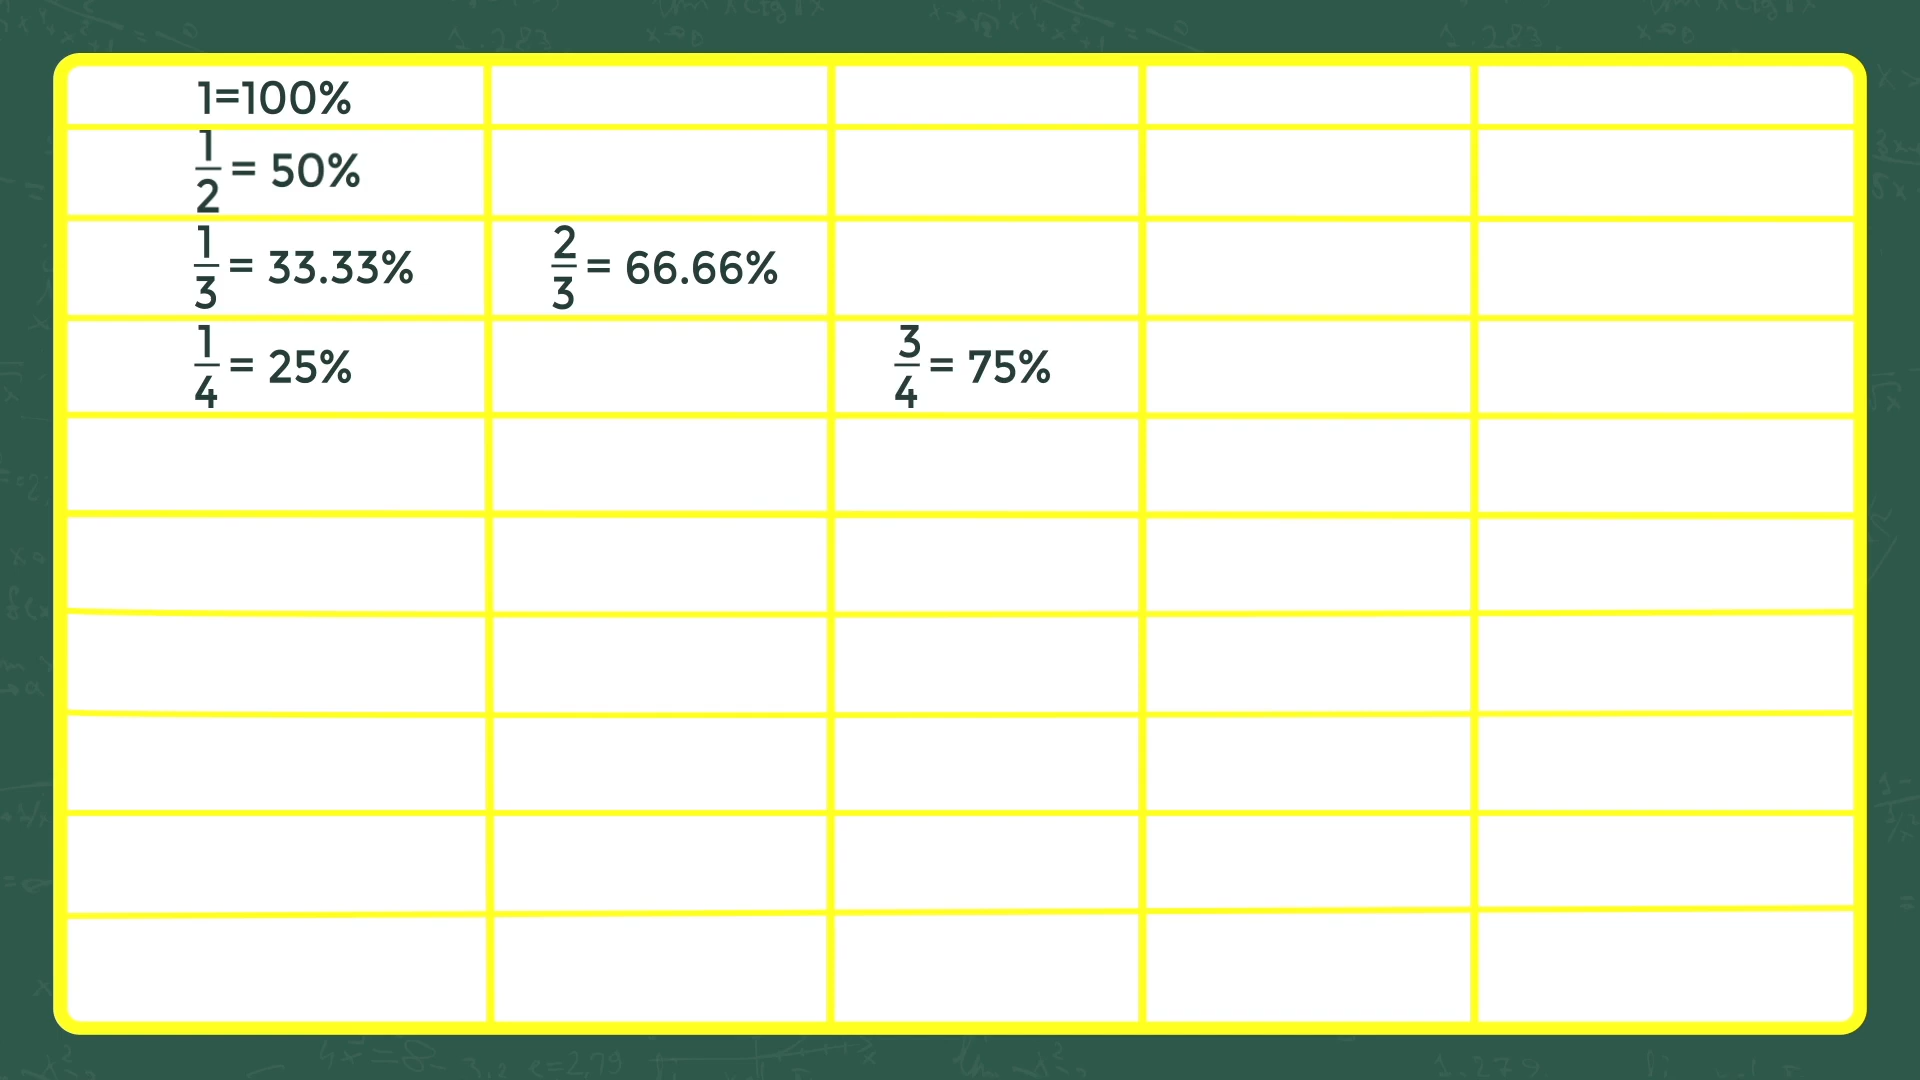 1=100%
1/2 = 50%
1/3 = 33.33% 2/3 = 66.66%
1/4 = 25% 3/4 = 75%